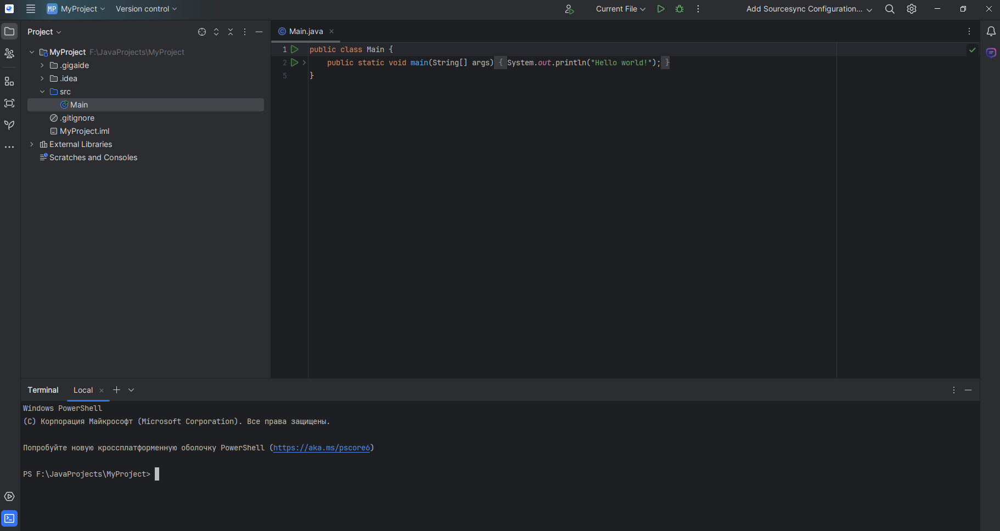 MP MyProject Version control Current File Add Sourcesync Configuration...
Project
MyProject F:\JavaProjects\MyProject
.gigaide
.idea
src
Main
.gitignore
MyProject.iml
External Libraries
Scratches and Consoles
Main.java
1 public class Main {
2 public static void main(String[] args) { System.out.println("Hello world!"); }
5 }
Terminal Local
Windows PowerShell
(C) Корпорация Майкрософт (Microsoft Corporation). Все права защищены.
Попробуйте новую кроссплатформенную оболочку PowerShell (https://aka.ms/pscore6)
PS F:\JavaProjects\MyProject>